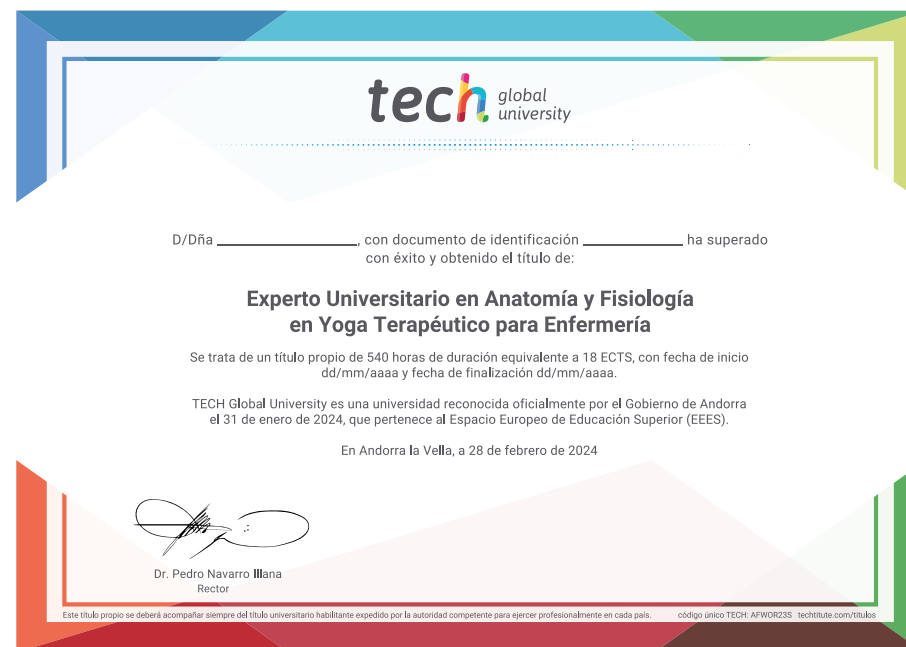 tech global university
D/Dña ____________________, con documento de identificación ______________ ha superado
con éxito y obtenido el título de:
Experto Universitario en Anatomía y Fisiología
en Yoga Terapéutico para Enfermería
Se trata de un título propio de 540 horas de duración equivalente a 18 ECTS, con fecha de inicio
dd/mm/aaaa y fecha de finalización dd/mm/aaaa.
TECH Global University es una universidad reconocida oficialmente por el Gobierno de Andorra
el 31 de enero de 2024, que pertenece al Espacio Europeo de Educación Superior (EEES).
En Andorra la Vella, a 28 de febrero de 2024
Dr. Pedro Navarro Illana
Rector
Este título propio se deberá acompañar siempre del título universitario habilitante expedido por la autoridad competente para ejercer profesionalmente en cada país. código único TECH: AFWOR23S techtitute.com/titulos